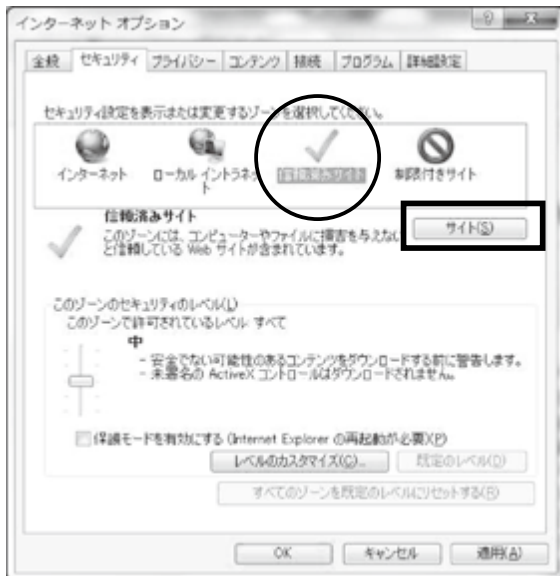 インターネット オプション
全般 セキュリティ プライバシー コンテンツ 接続 プログラム 詳細設定
セキュリティ設定を表示または変更するゾーンを選択してください。
インターネット ローカル イントラネッ
ト 信頼済みサイト 制限付きサイト
信頼済みサイト
このゾーンには、コンピューターやファイルに損害を与えない
と信頼している Web サイトが含まれています。
サイト(S)
このゾーンのセキュリティのレベル(L)
このゾーンで許可されているレベル すべて
中
- 安全でない可能性のあるコンテンツをダウンロードする前に警告します。
- 未署名の ActiveX コントロールはダウンロードされません。
保護モードを有効にする (Internet Explorer の再起動が必要)(P)
レベルのカスタマイズ(C)... 既定のレベル(D)
すべてのゾーンを既定のレベルにリセットする(R)
OK キャンセル 適用(A)